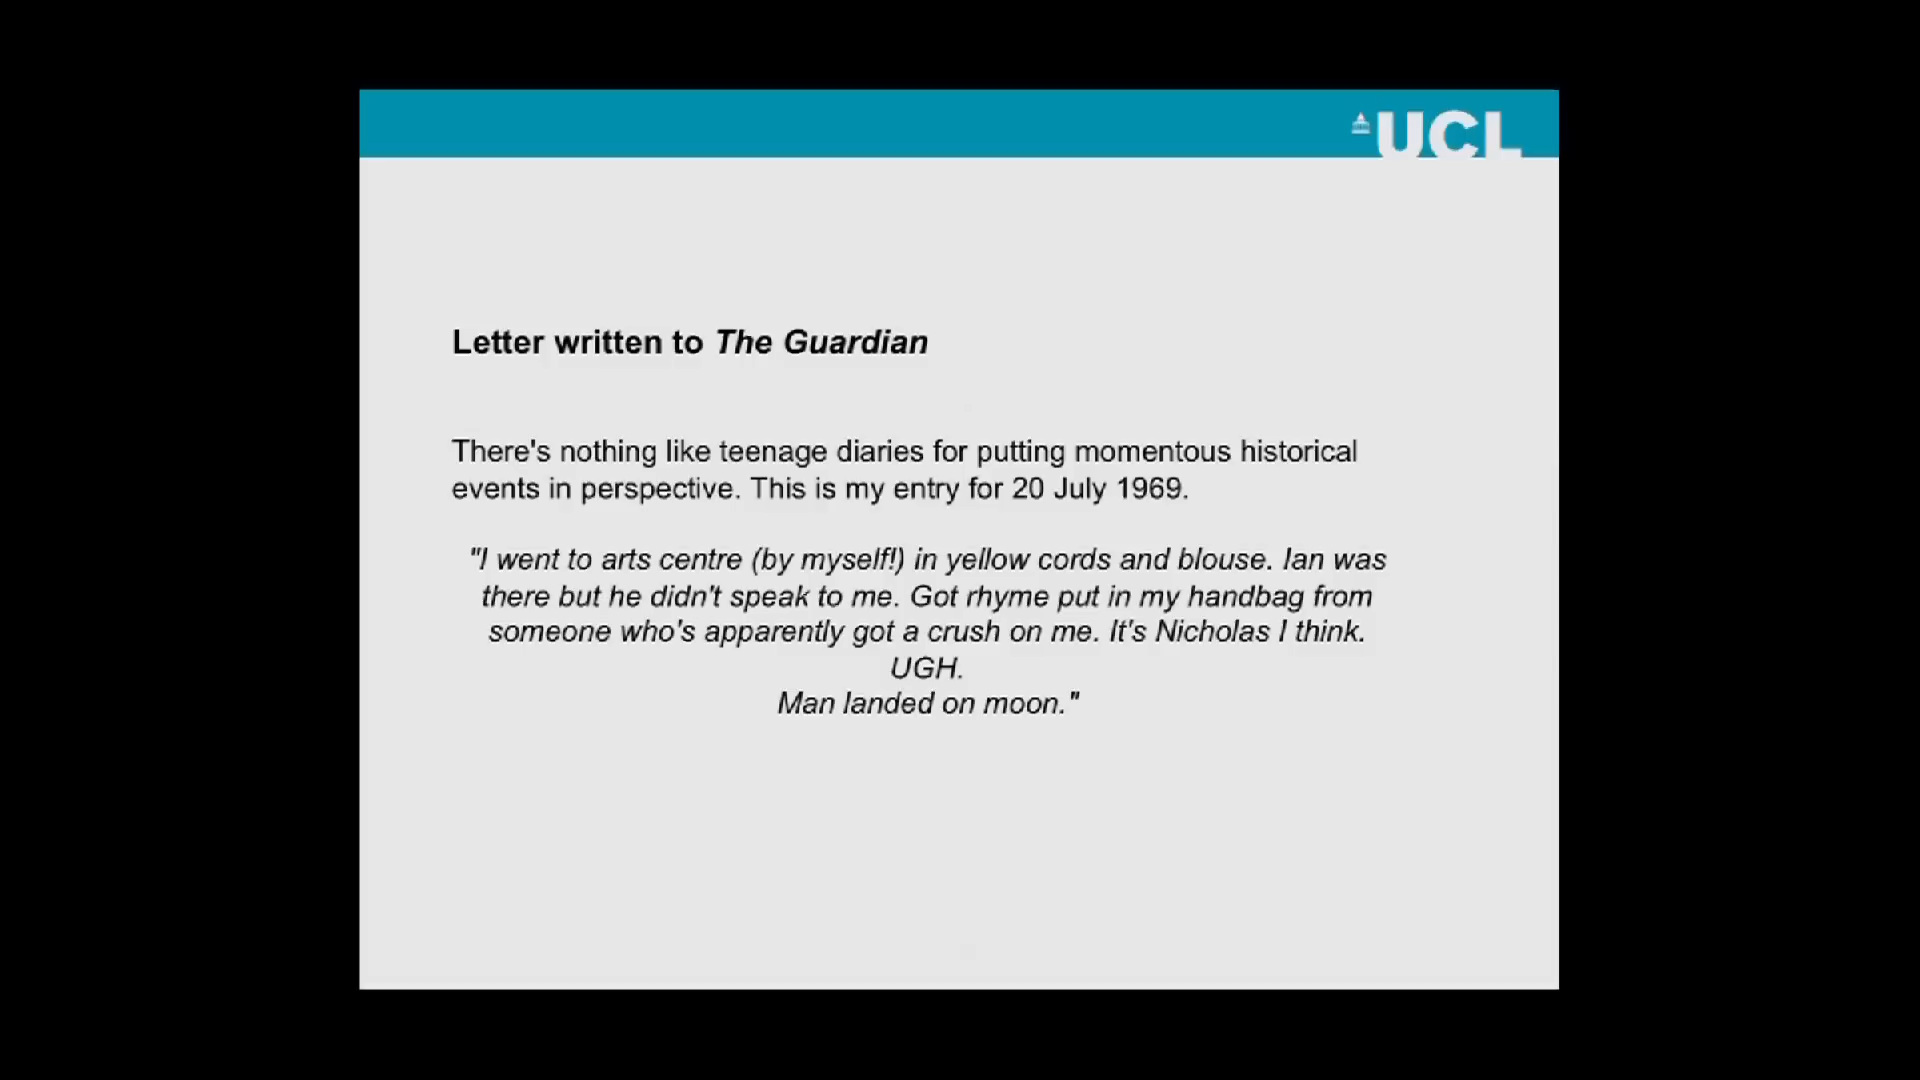 UCL
Letter written to The Guardian
There's nothing like teenage diaries for putting momentous historical
events in perspective. This is my entry for 20 July 1969.
"I went to arts centre (by myself!) in yellow cords and blouse. Ian was
there but he didn't speak to me. Got rhyme put in my handbag from
someone who's apparently got a crush on me. It's Nicholas I think.
UGH.
Man landed on moon."